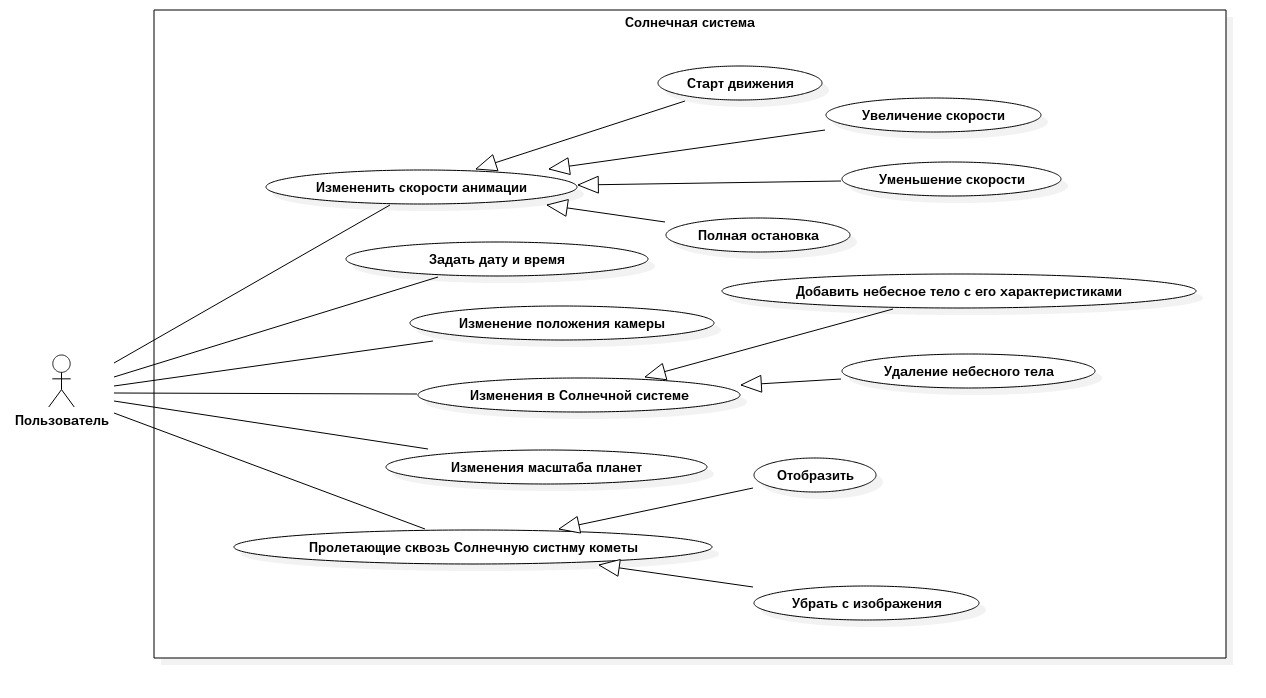 Солнечная система
Старт движения
Увеличение скорости
Уменьшение скорости
Измененить скорости анимации
Полная остановка
Задать дату и время
Добавить небесное тело с его характеристиками
Изменение положения камеры
Удаление небесного тела
Изменения в Солнечной системе
Пользователь
Изменения масштаба планет
Отобразить
Пролетающие сквозь Солнечную систнму кометы
Убрать с изображения